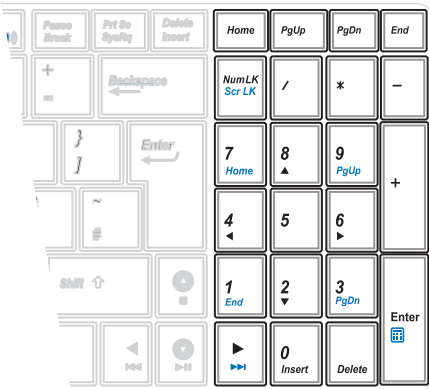 Pause Prt Sc Delete Home PgUp PgDn End
Break SysRq Insert
+ Backspace NumLK / * -
- Scr LK
} Enter 7 8 9 +
] Home PgUp
~ 4 5 6
#
Shift 1 2 3 Enter
End PgDn
0 Delete
Insert